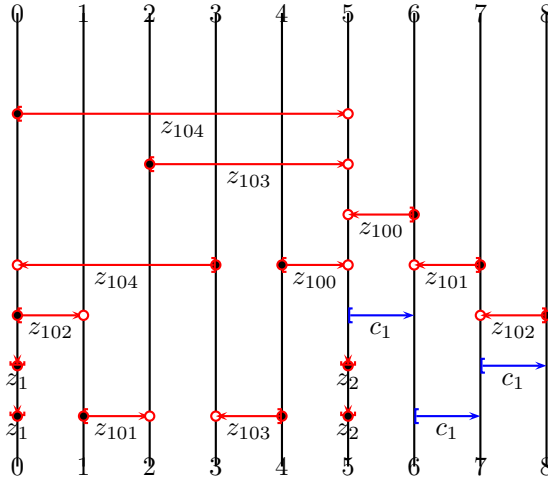 0 1 2 3 4 5 6 7 8
z₁₀₄
z₁₀₃
z₁₀₀
z₁₀₄ z₁₀₀ z₁₀₁
z₁₀₂ c₁ z₁₀₂
z₁ z₂ c₁
z₁ z₁₀₁ z₁₀₃ z₂ c₁
0 1 2 3 4 5 6 7 8